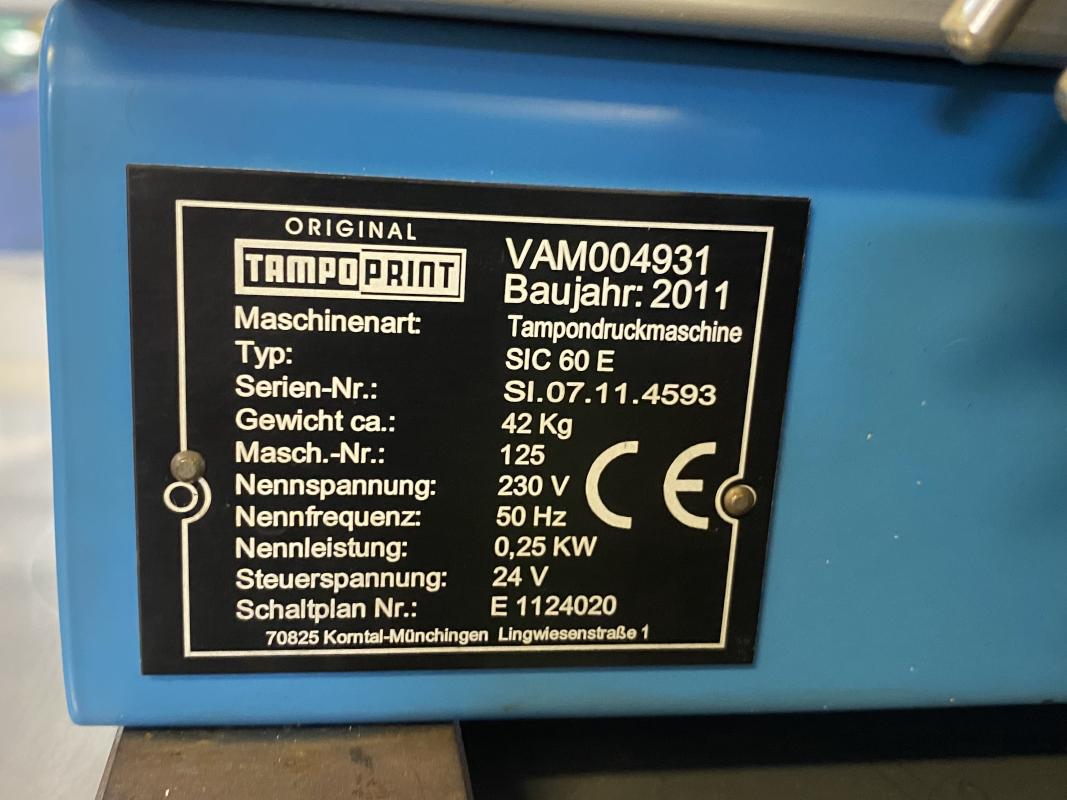 ORIGINAL
TAMPOPRINT
VAM004931
Baujahr: 2011
Maschinenart: Tampondruckmaschine
Typ: SIC 60 E
Serien-Nr.: SI.07.11.4593
Gewicht ca.: 42 Kg
Masch.-Nr.: 125
Nennspannung: 230 V
Nennfrequenz: 50 Hz
Nennleistung: 0,25 KW
Steuerspannung: 24 V
Schaltplan Nr.: E 1124020
CE
70825 Korntal-Münchingen Lingwiesenstraße 1